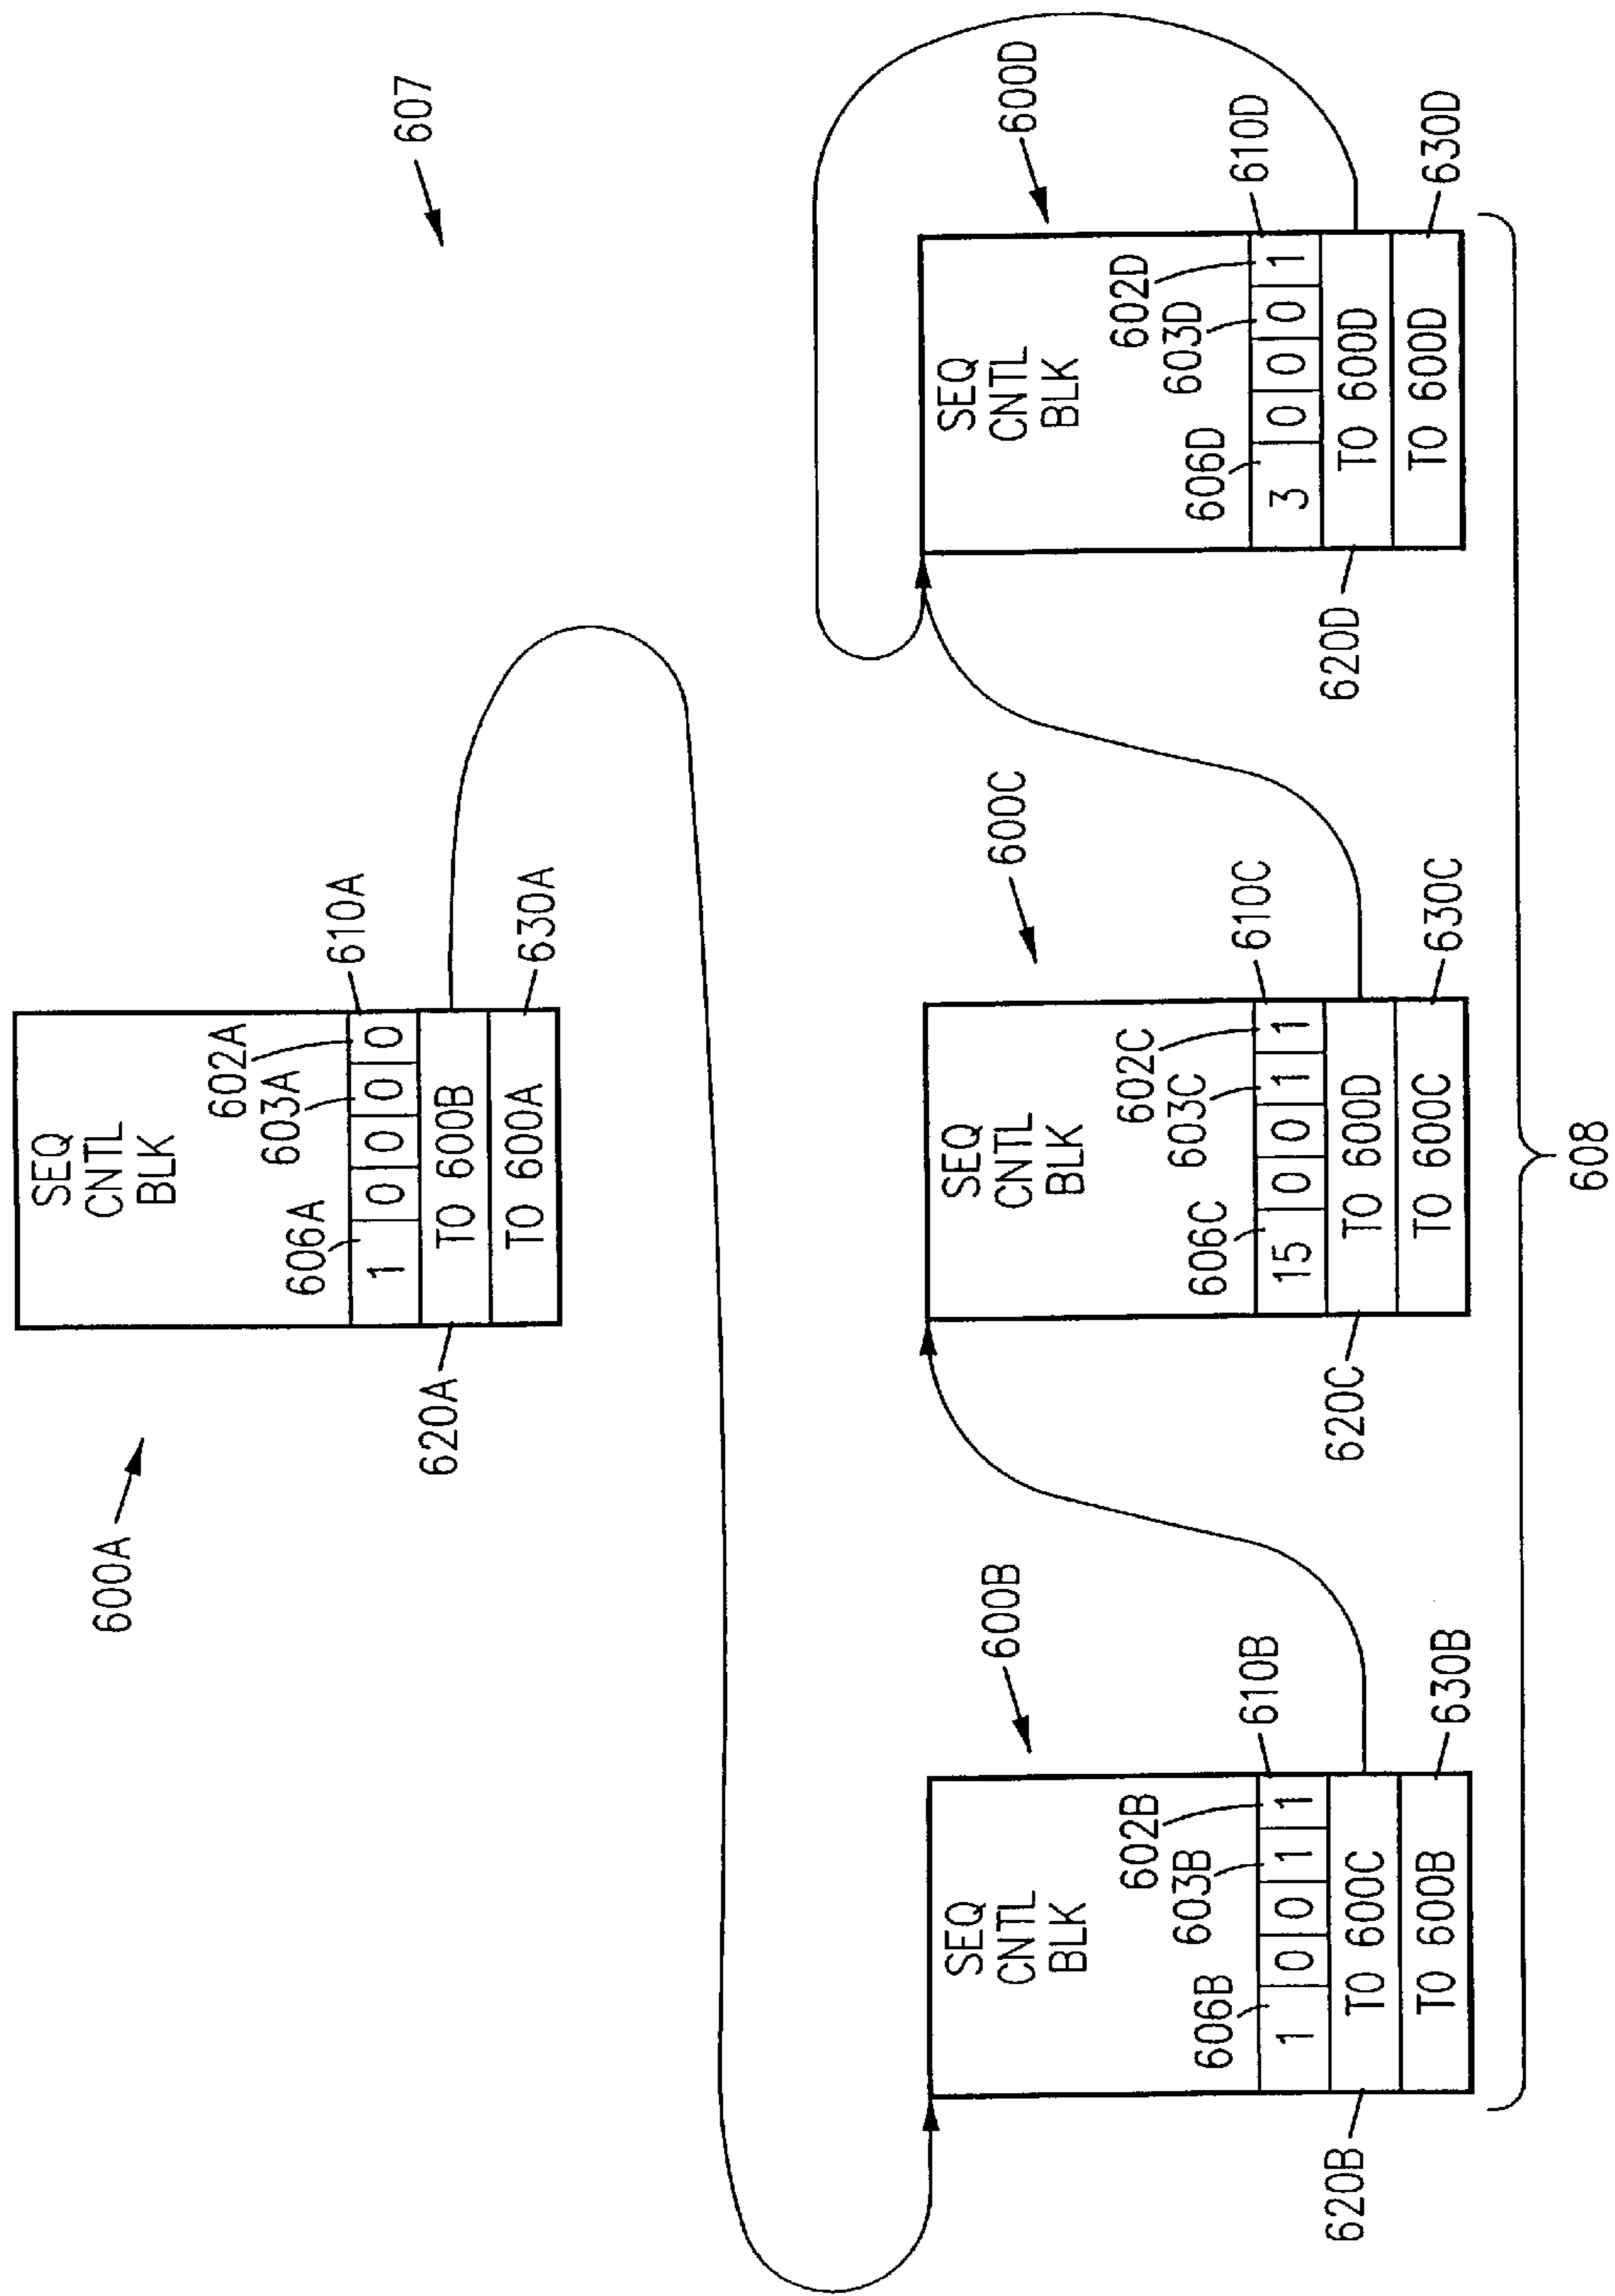 600A
607
SEQ
CNTL
BLK
602A
603A
606A
610A
1 0 0 0 0
620A
TO 600B
TO 600A
630A
600B
SEQ
CNTL
BLK
602B
603B
606B
610B
1 0 0 1 1
620B
TO 600C
TO 600B
630B
600C
SEQ
CNTL
BLK
602C
603C
606C
610C
15 0 0 1 1
620C
TO 600D
TO 600C
630C
600D
SEQ
CNTL
BLK
602D
603D
606D
610D
3 0 0 0 1
620D
TO 600D
TO 600D
630D
608